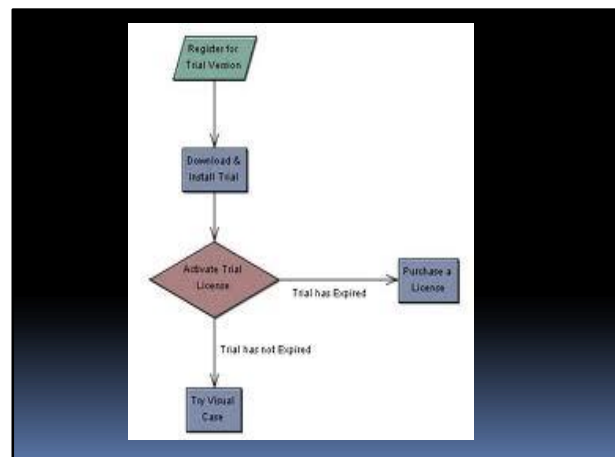 Register for
Trial Version
Download &
Install Trial
Activate Trial
License
Trial has Expired
Purchase a
License
Trial has not Expired
Try Visual
Case